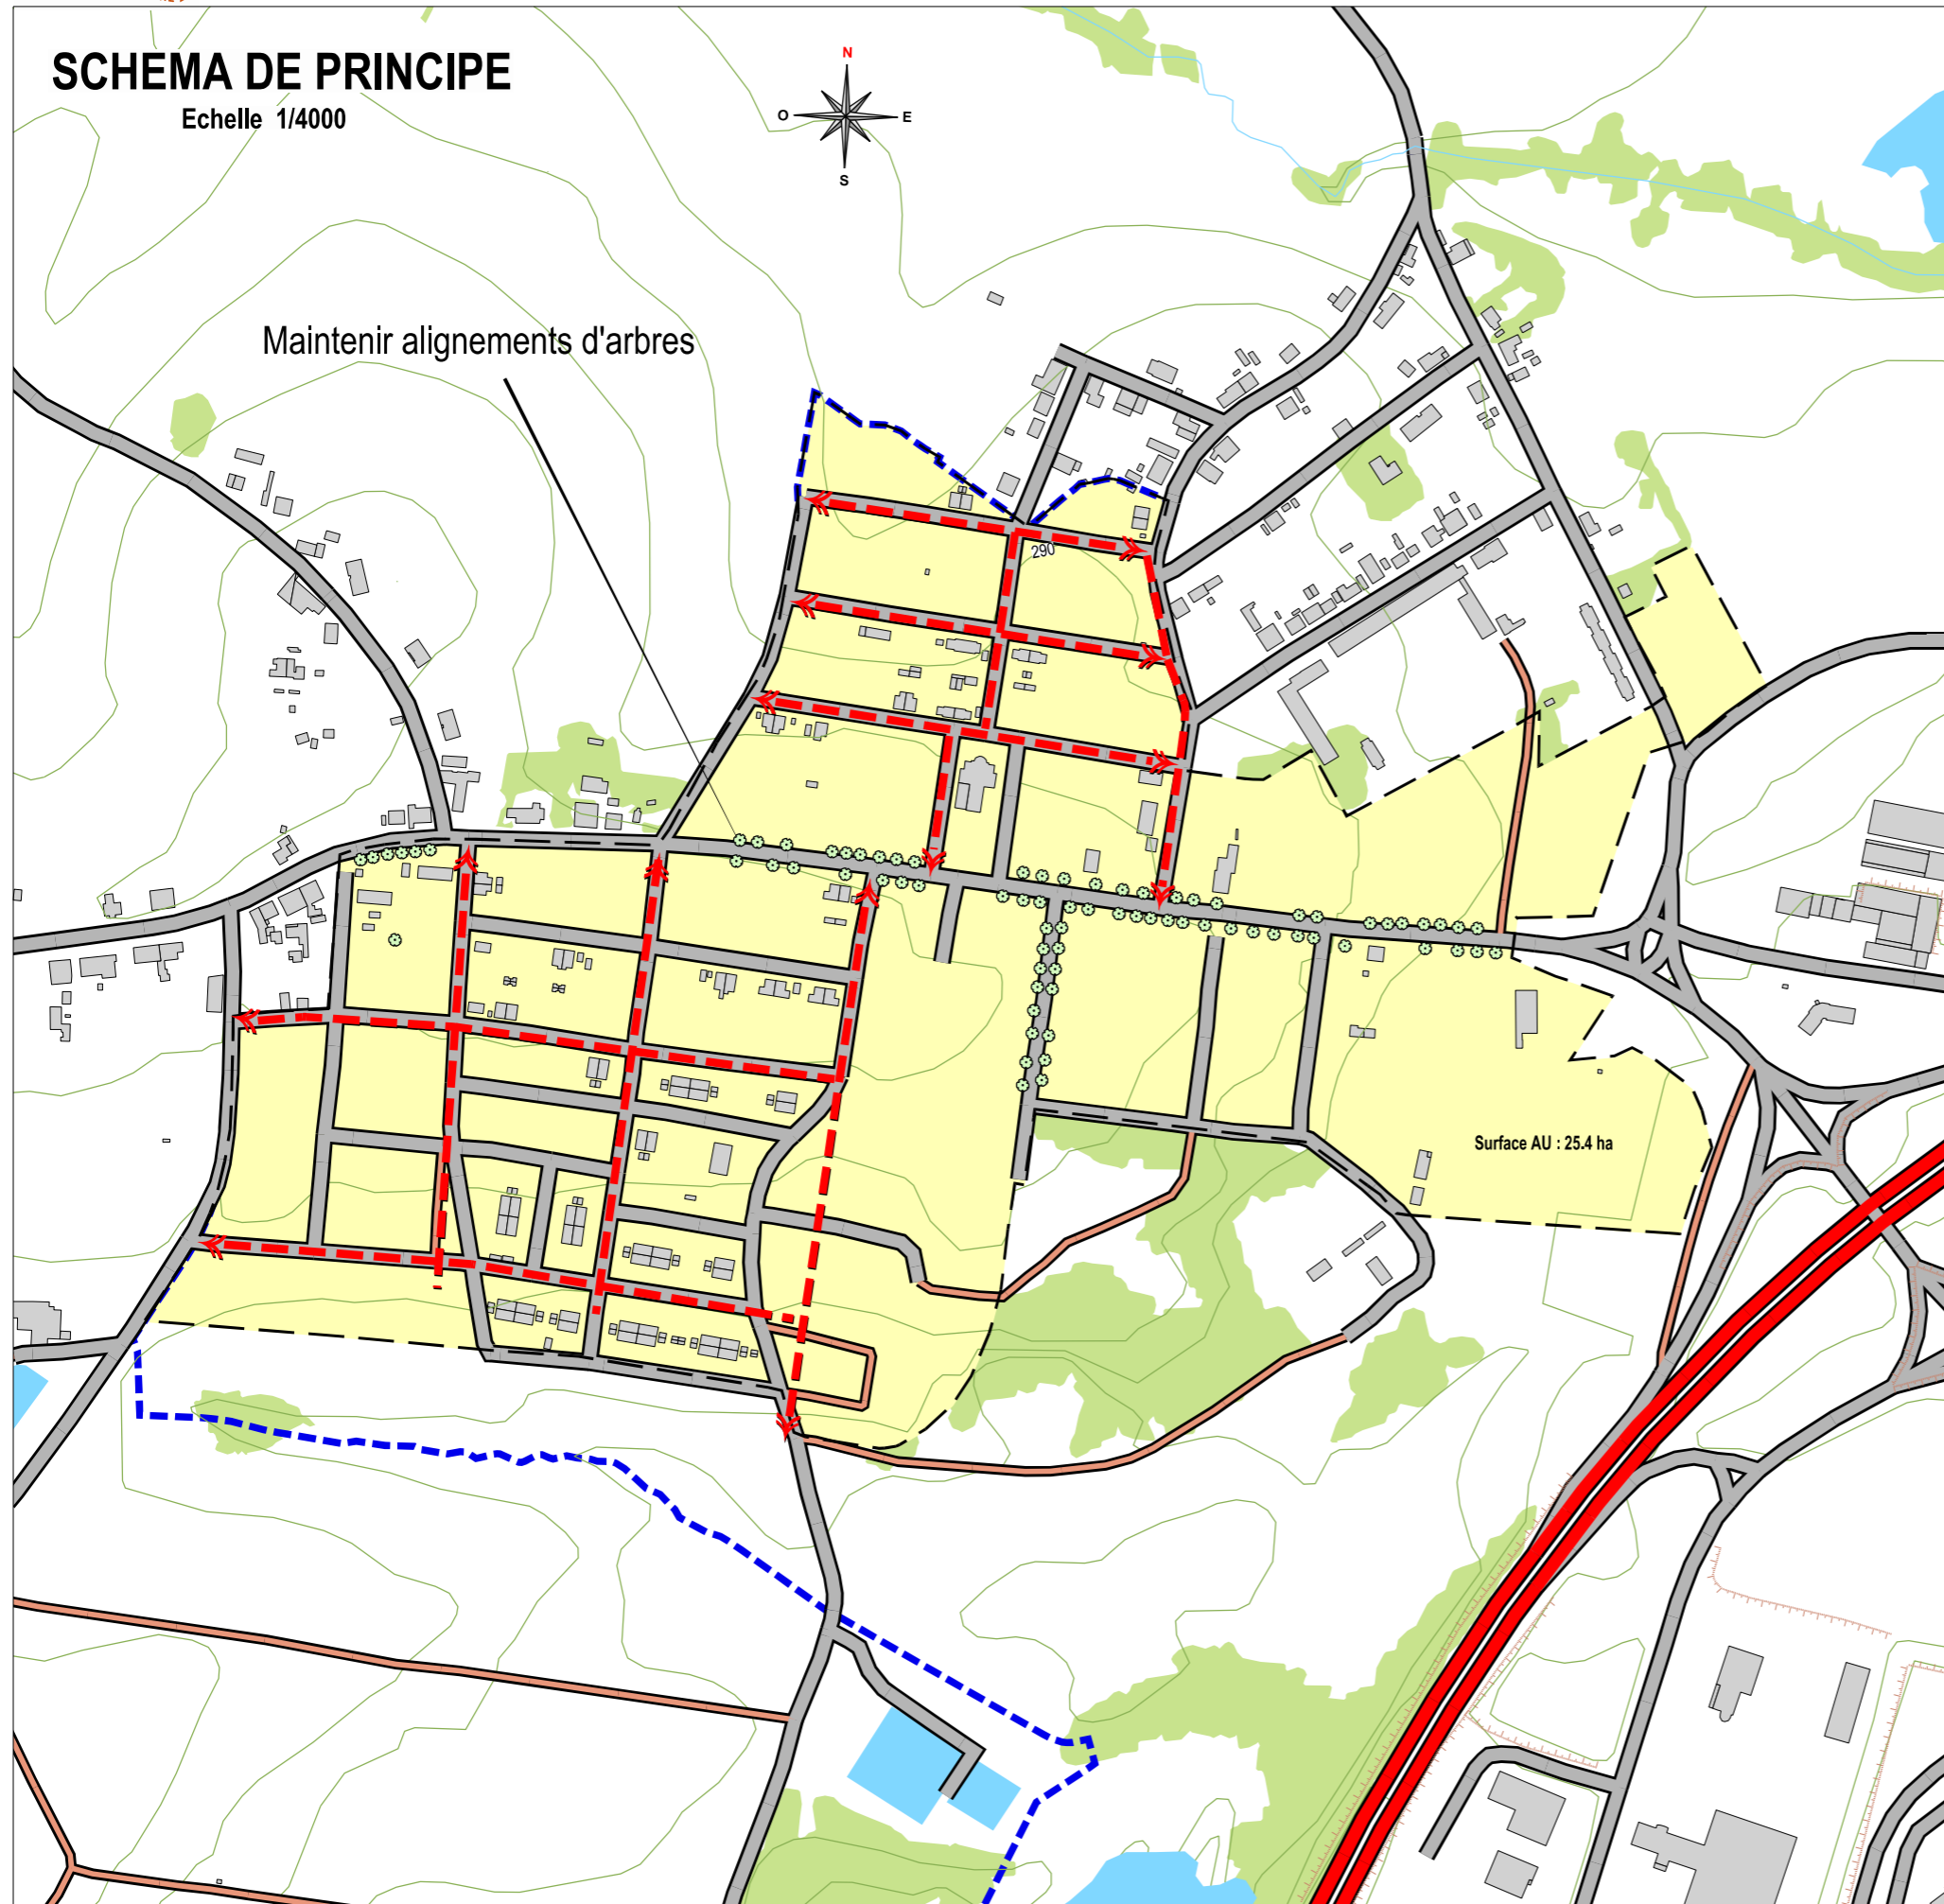 SCHEMA DE PRINCIPE
Echelle 1/4000
N
O
E
S
Maintenir alignements d'arbres
290
Surface AU : 25.4 ha